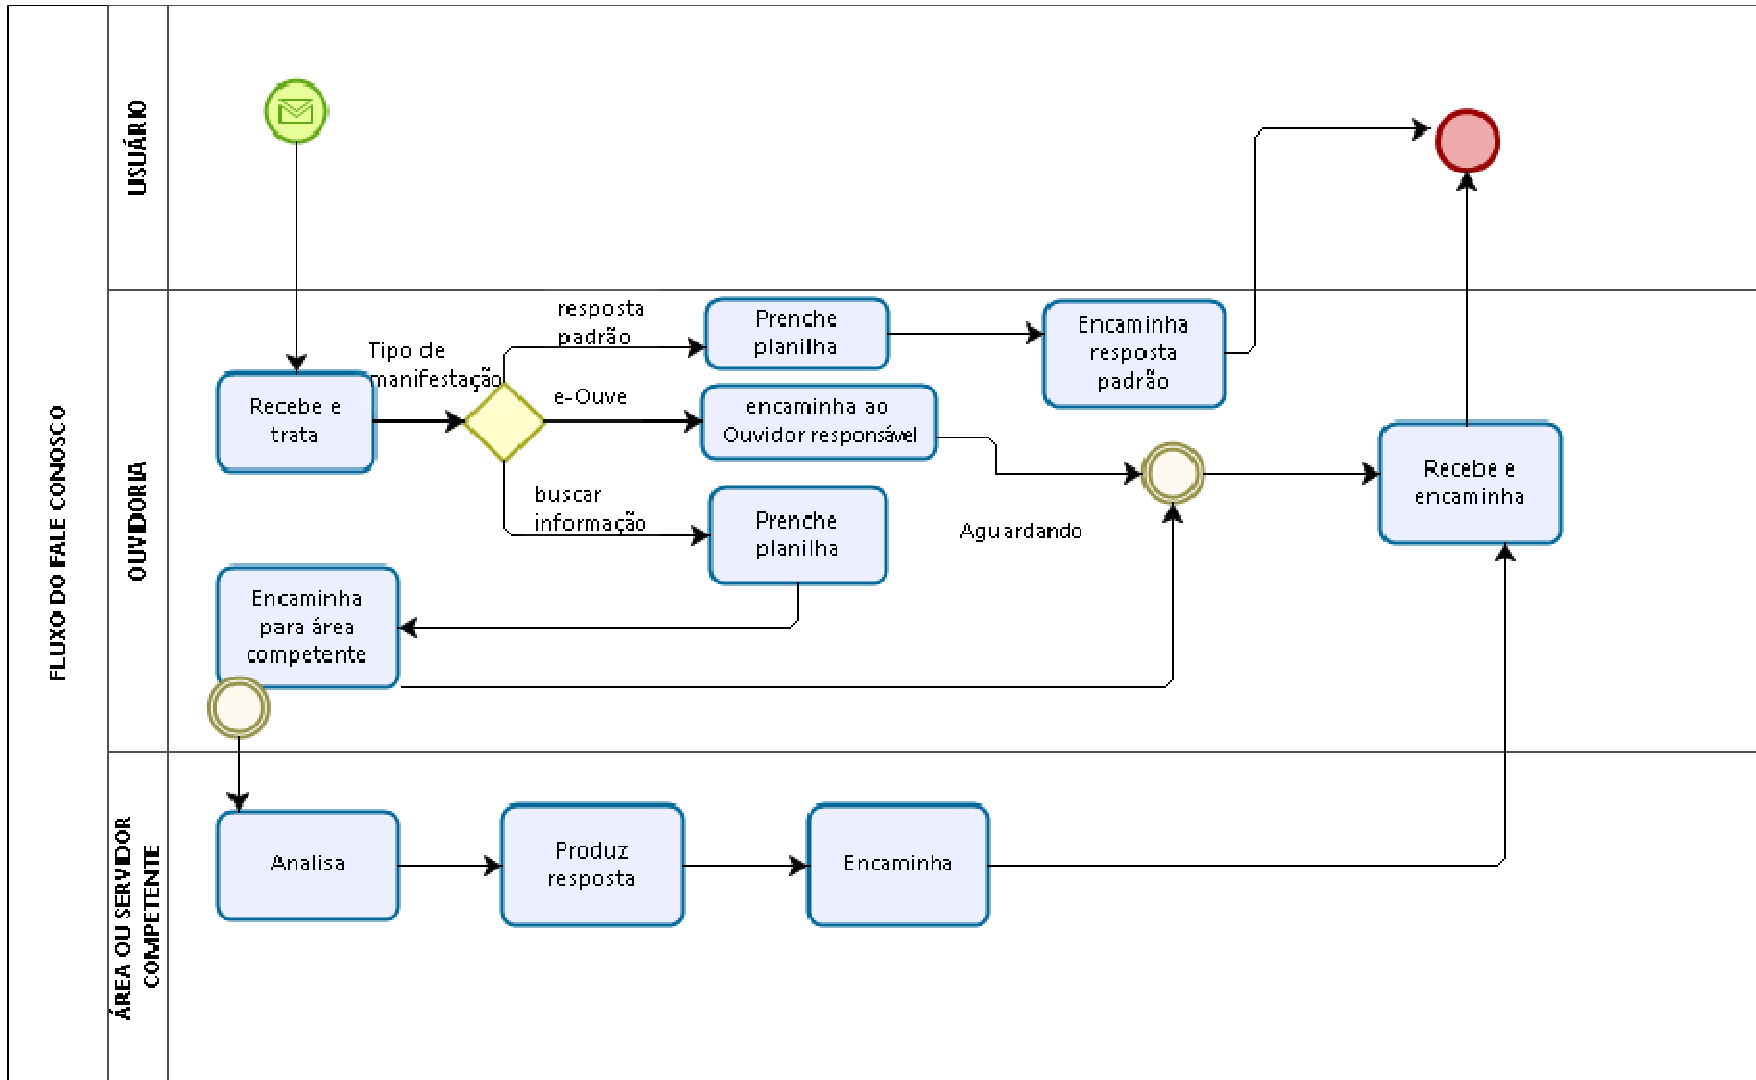 FLUXO DO FALE CONOSCO
USUÁRIO
OUVIDORIA
resposta
padrão
Prenche
planilha
Encaminha
resposta
padrão
Tipo de
manifestação
Recebe e
trata
e-Ouve
encaminha ao
Ouvidor responsável
Recebe e
encaminha
buscar
informação
Prenche
planilha
Aguardando
Encaminha
para área
competente
ÁREA OU SERVIDOR
COMPETENTE
Analisa
Produz
resposta
Encaminha